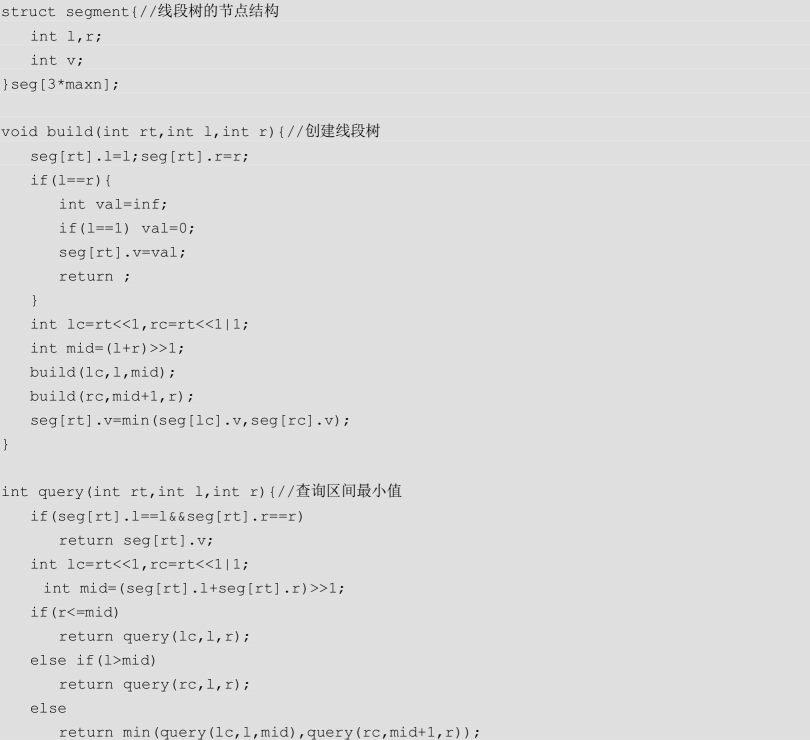 struct segment{//线段树的节点结构
   int l,r;
   int v;
}seg[3*maxn];

void build(int rt,int l,int r){//创建线段树
   seg[rt].l=l;seg[rt].r=r;
   if(l==r){
      int val=inf;
      if(l==1) val=0;
      seg[rt].v=val;
      return ;
   }
   int lc=rt<<1,rc=rt<<1|1;
   int mid=(l+r)>>1;
   build(lc,l,mid);
   build(rc,mid+1,r);
   seg[rt].v=min(seg[lc].v,seg[rc].v);
}

int query(int rt,int l,int r){//查询区间最小值
   if(seg[rt].l==l&&seg[rt].r==r)
      return seg[rt].v;
   int lc=rt<<1,rc=rt<<1|1;
    int mid=(seg[rt].l+seg[rt].r)>>1;
   if(r<=mid)
      return query(lc,l,r);
   else if(l>mid)
      return query(rc,l,r);
   else
      return min(query(lc,l,mid),query(rc,mid+1,r));